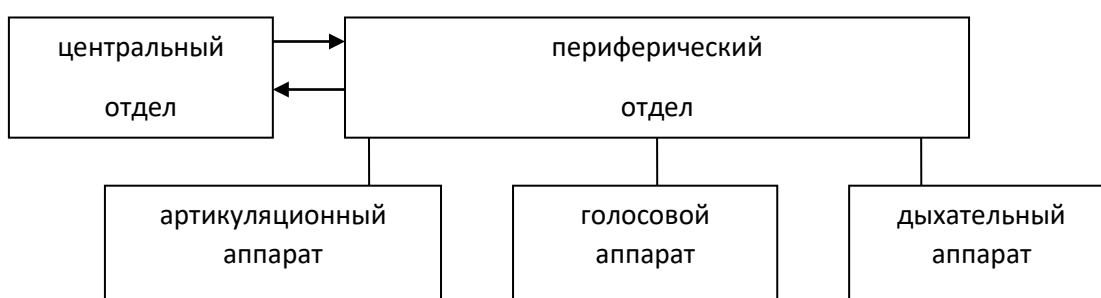 центральный
отдел
периферический
отдел
артикуляционный
аппарат
голосовой
аппарат
дыхательный
аппарат